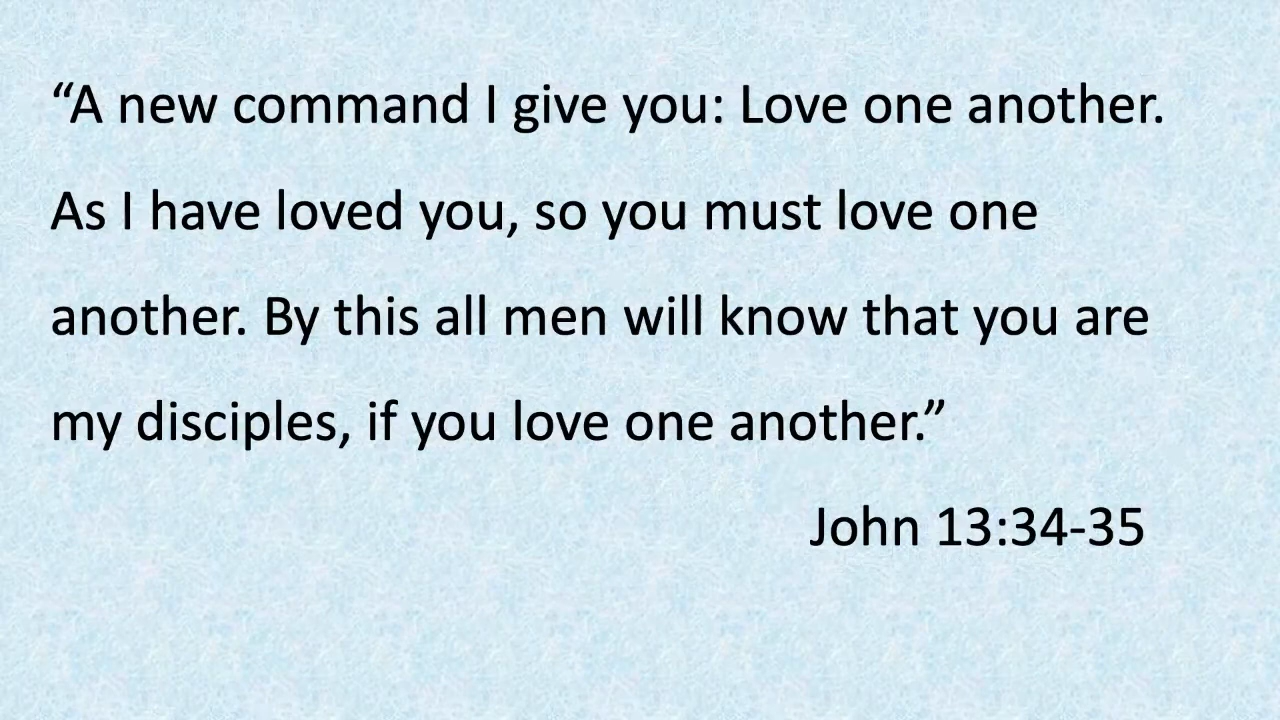 “A new command I give you: Love one another.
As I have loved you, so you must love one
another. By this all men will know that you are
my disciples, if you love one another.”
John 13:34-35